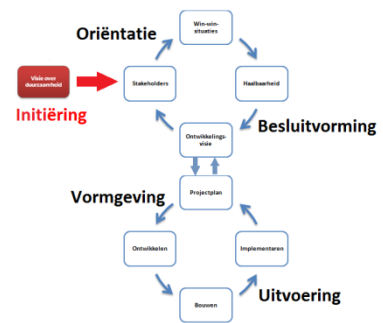 Win-win-
situaties
Oriëntatie
Visie over
duurzaamheid
Stakeholders
Haalbaarheid
Initiëring
Besluitvorming
Ontwikkelings-
visie
Projectplan
Vormgeving
Ontwikkelen
Implementeren
Bouwen
Uitvoering